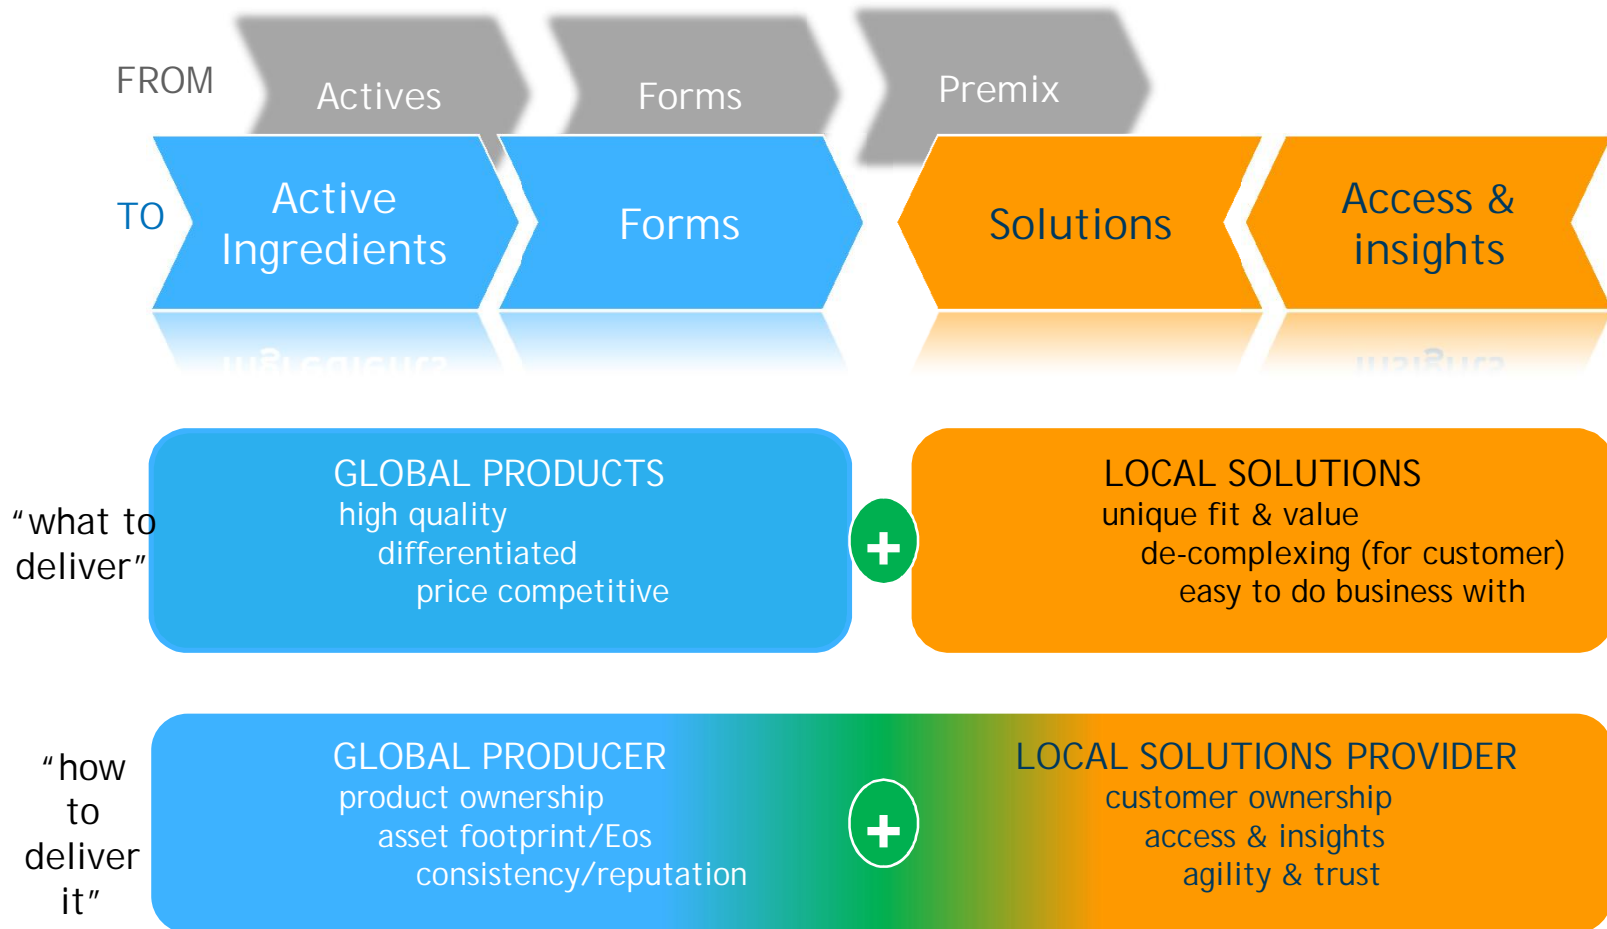 FROM
Actives
Forms
Premix
TO
Active
Ingredients
Forms
Solutions
Access &
insights
"what to
deliver"
GLOBAL PRODUCTS
high quality
differentiated
price competitive
+
LOCAL SOLUTIONS
unique fit & value
de-complexing (for customer)
easy to do business with
"how
to
deliver
it"
GLOBAL PRODUCER
product ownership
asset footprint/Eos
consistency/reputation
+
LOCAL SOLUTIONS PROVIDER
customer ownership
access & insights
agility & trust